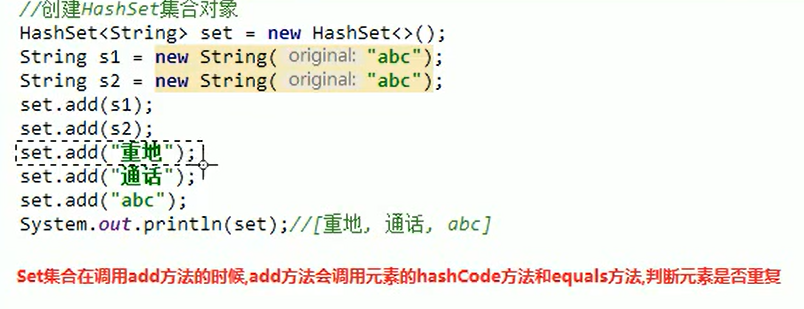 //创建HashSet集合对象
HashSet<String> set = new HashSet<>();
String s1 = new String( original: "abc");
String s2 = new String( original: "abc");
set.add(s1);
set.add(s2);
set.add("重地");
set.add("通话");
set.add("abc");
System.out.println(set);//[重地, 通话, abc]
Set集合在调用add方法的时候,add方法会调用元素的hashCode方法和equals方法,判断元素是否重复